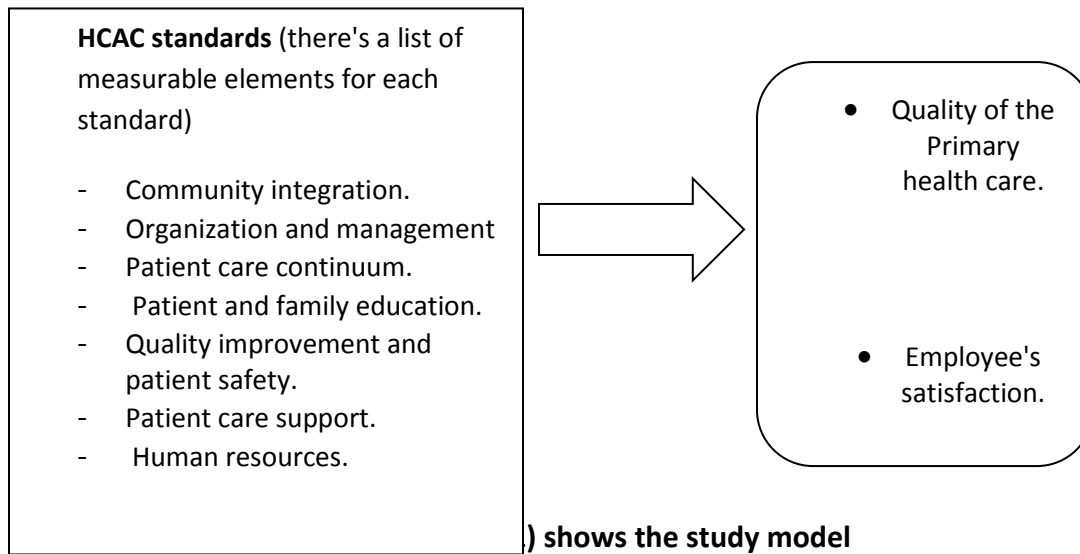 HCAC standards (there's a list of
measurable elements for each
standard)
- Community integration.
- Organization and management
- Patient care continuum.
- Patient and family education.
- Quality improvement and
patient safety.
- Patient care support.
- Human resources.
• Quality of the
Primary
health care.
• Employee's
satisfaction.
) shows the study model